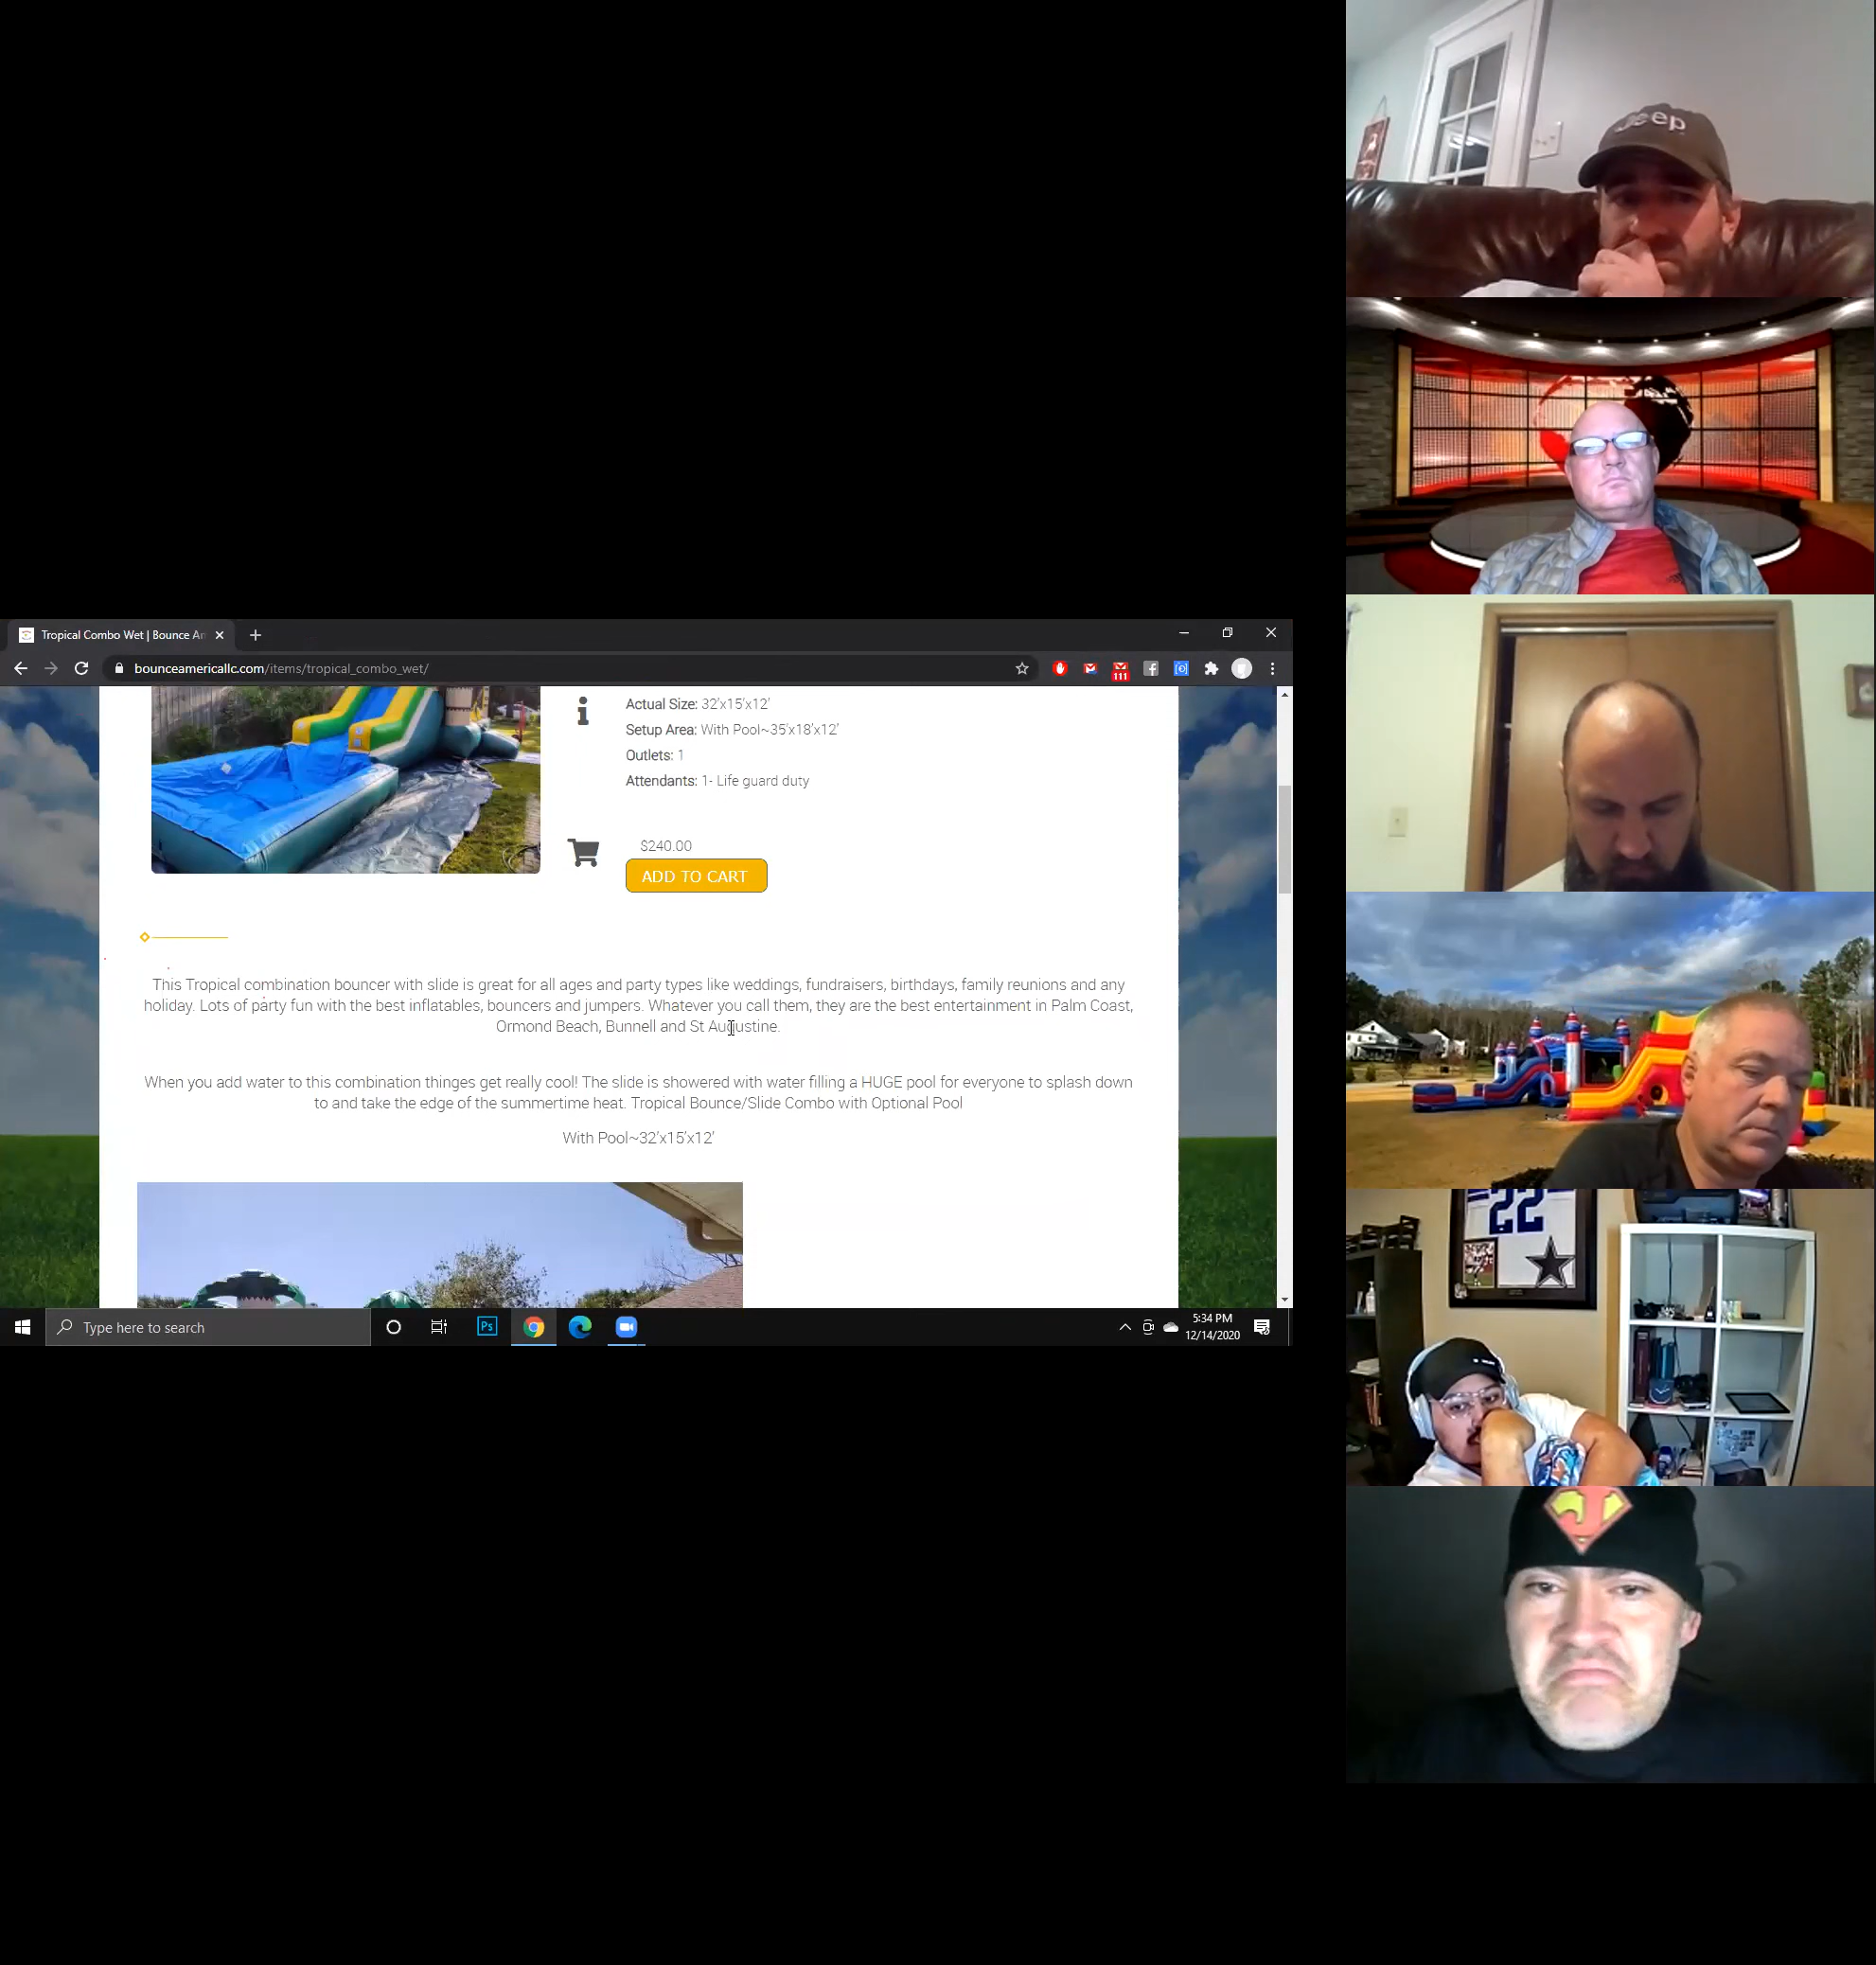 Tropical Combo Wet | Bounce Am
bounceamericallc.com/items/tropical_combo_wet/
111
Actual Size: 32'x15'x12'
Setup Area: With Pool~35'x18'x12'
Outlets: 1
Attendants: 1- Life guard duty
$240.00
ADD TO CART
This Tropical combination bouncer with slide is great for all ages and party types like weddings, fundraisers, birthdays, family reunions and any
holiday. Lots of party fun with the best inflatables, bouncers and jumpers. Whatever you call them, they are the best entertainment in Palm Coast,
Ormond Beach, Bunnell and St Augustine.
When you add water to this combination thinges get really cool! The slide is showered with water filling a HUGE pool for everyone to splash down
to and take the edge of the summertime heat. Tropical Bounce/Slide Combo with Optional Pool
With Pool~32'x15'x12'
Type here to search
Ps
5:34 PM
12/14/2020
Jeep
22